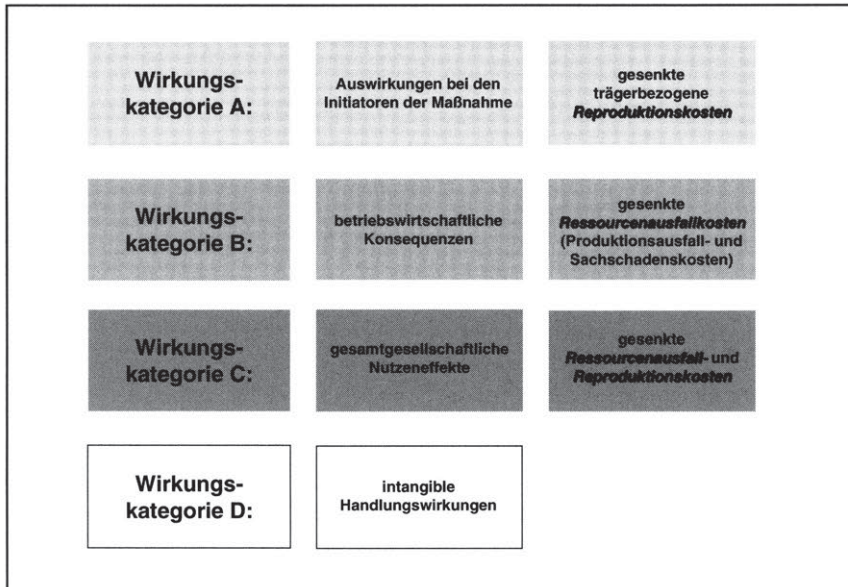 Wirkungs-
kategorie A:
Auswirkungen bei den
Initiatoren der Maßnahme
gesenkte
trägerbezogene
Reproduktionskosten
Wirkungs-
kategorie B:
betriebswirtschaftliche
Konsequenzen
gesenkte
Ressourcenausfallkosten
(Produktionsausfall- und
Sachschadenskosten)
Wirkungs-
kategorie C:
gesamtgesellschaftliche
Nutzeneffekte
gesenkte
Ressourcenausfall- und
Reproduktionskosten
Wirkungs-
kategorie D:
intangible
Handlungswirkungen